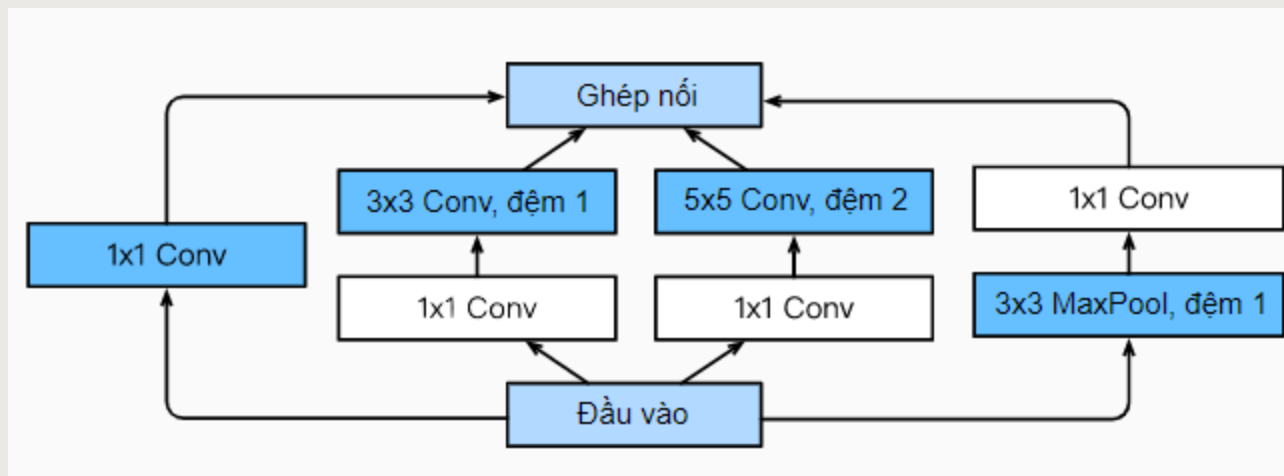 Ghép nối
3x3 Conv, đệm 1
5x5 Conv, đệm 2
1x1 Conv
1x1 Conv
1x1 Conv
1x1 Conv
3x3 MaxPool, đệm 1
Đầu vào